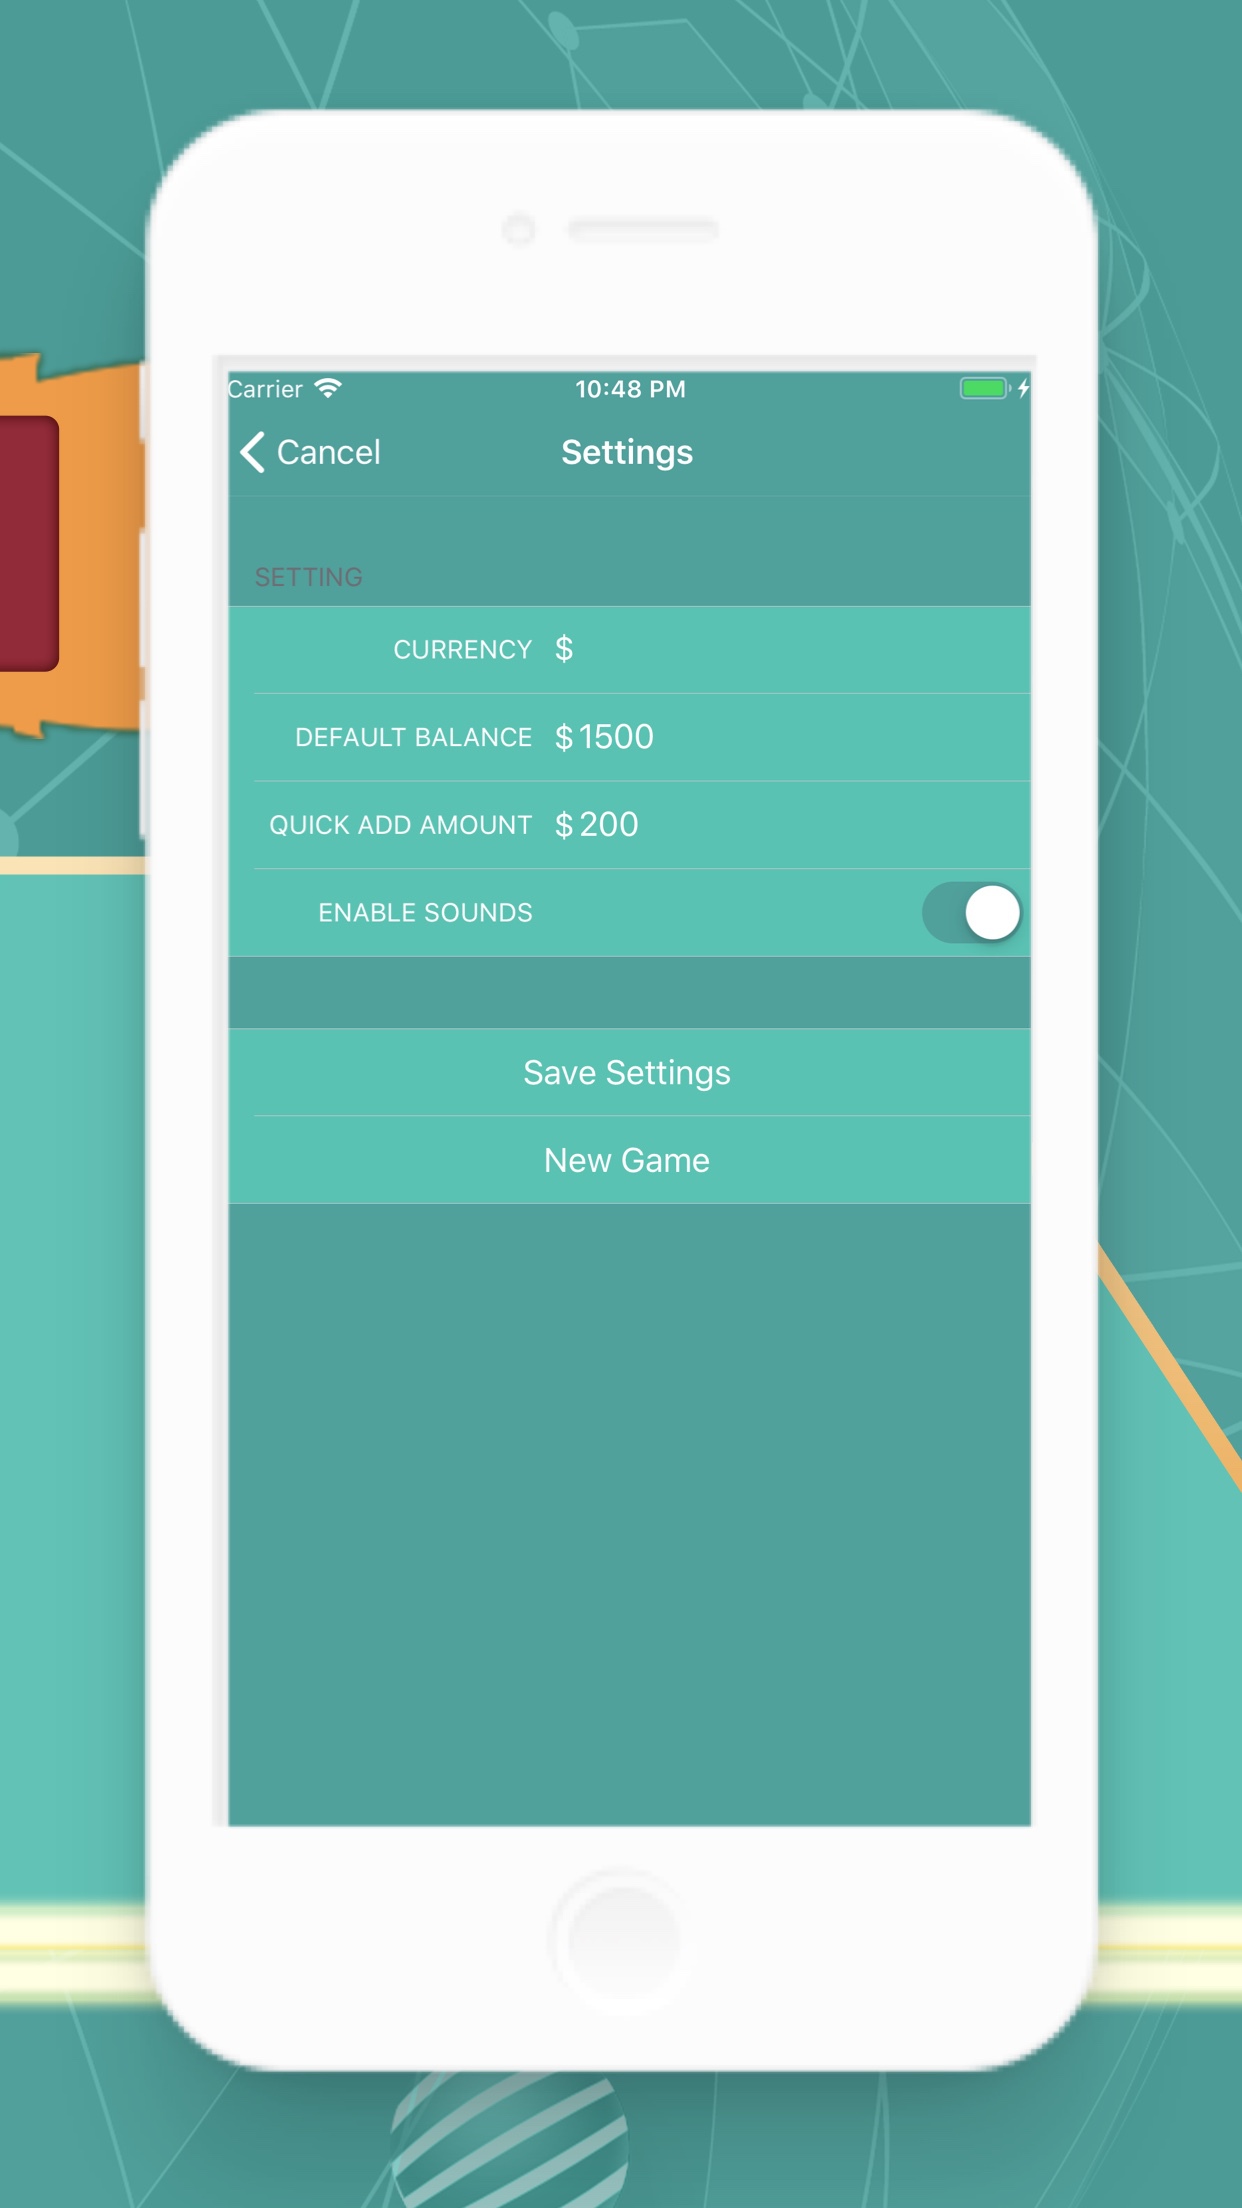 Carrier 10:48 PM
Cancel Settings
SETTING
CURRENCY $
DEFAULT BALANCE $1500
QUICK ADD AMOUNT $200
ENABLE SOUNDS
Save Settings
New Game